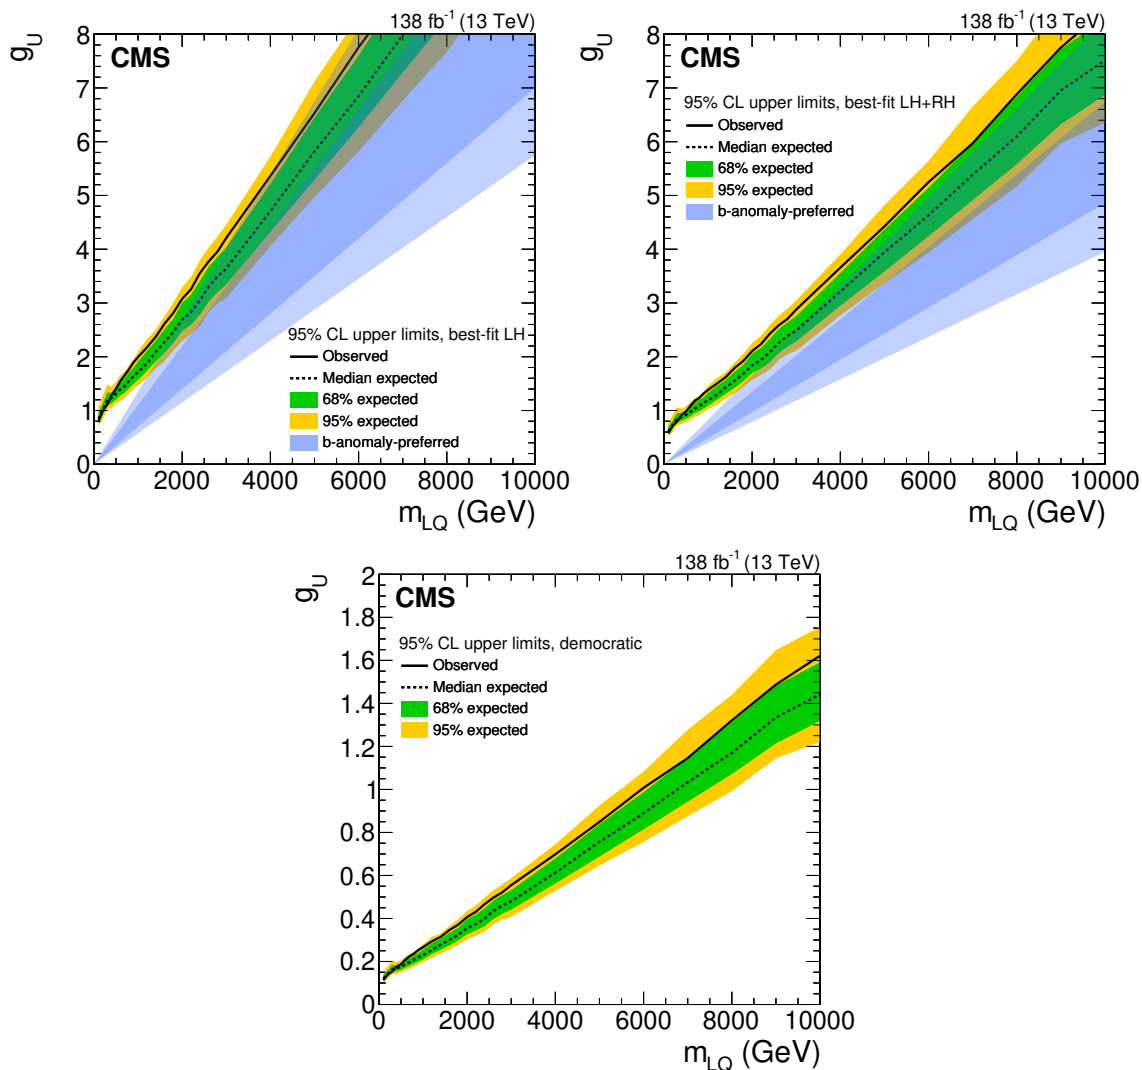 138 fb⁻¹ (13 TeV)
g_U
CMS
8
7
6
5
4
3
2
1
0
95% CL upper limits, best-fit LH
Observed
Median expected
68% expected
95% expected
b-anomaly-preferred
0 2000 4000 6000 8000 10000
m_LQ (GeV)
138 fb⁻¹ (13 TeV)
g_U
CMS
8
7
6
5
4
3
2
1
0
95% CL upper limits, best-fit LH+RH
Observed
Median expected
68% expected
95% expected
b-anomaly-preferred
0 2000 4000 6000 8000 10000
m_LQ (GeV)
138 fb⁻¹ (13 TeV)
g_U
CMS
2
1.8
1.6
1.4
1.2
1
0.8
0.6
0.4
0.2
0
95% CL upper limits, democratic
Observed
Median expected
68% expected
95% expected
0 2000 4000 6000 8000 10000
m_LQ (GeV)